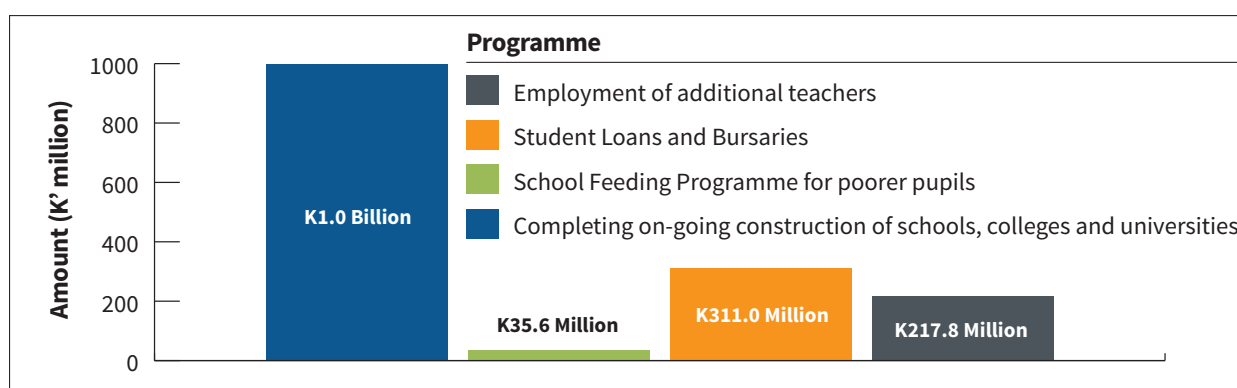 Programme
Employment of additional teachers
Student Loans and Bursaries
School Feeding Programme for poorer pupils
Completing on-going construction of schools, colleges and universities
Amount (K' million)
1000
800
600
400
200
0
K1.0 Billion
K35.6 Million
K311.0 Million
K217.8 Million